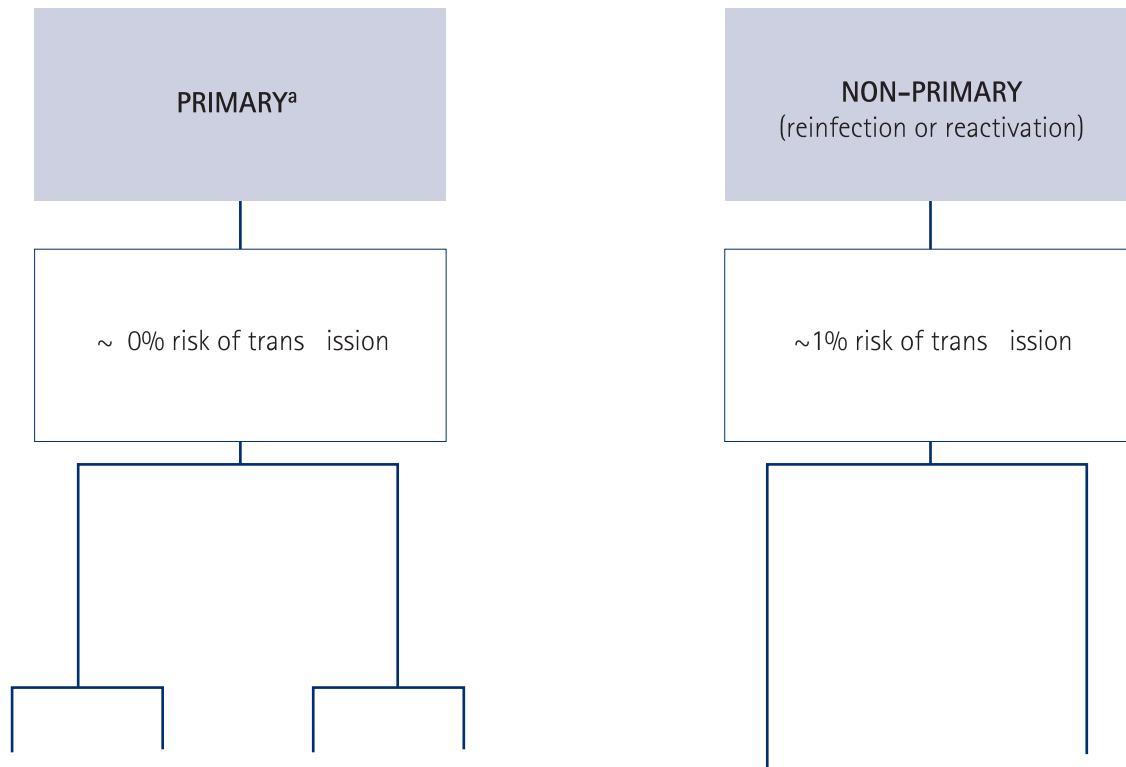 PRIMARYa
NON-PRIMARY
(reinfection or reactivation)
~ 0% risk of trans ission
~1% risk of trans ission